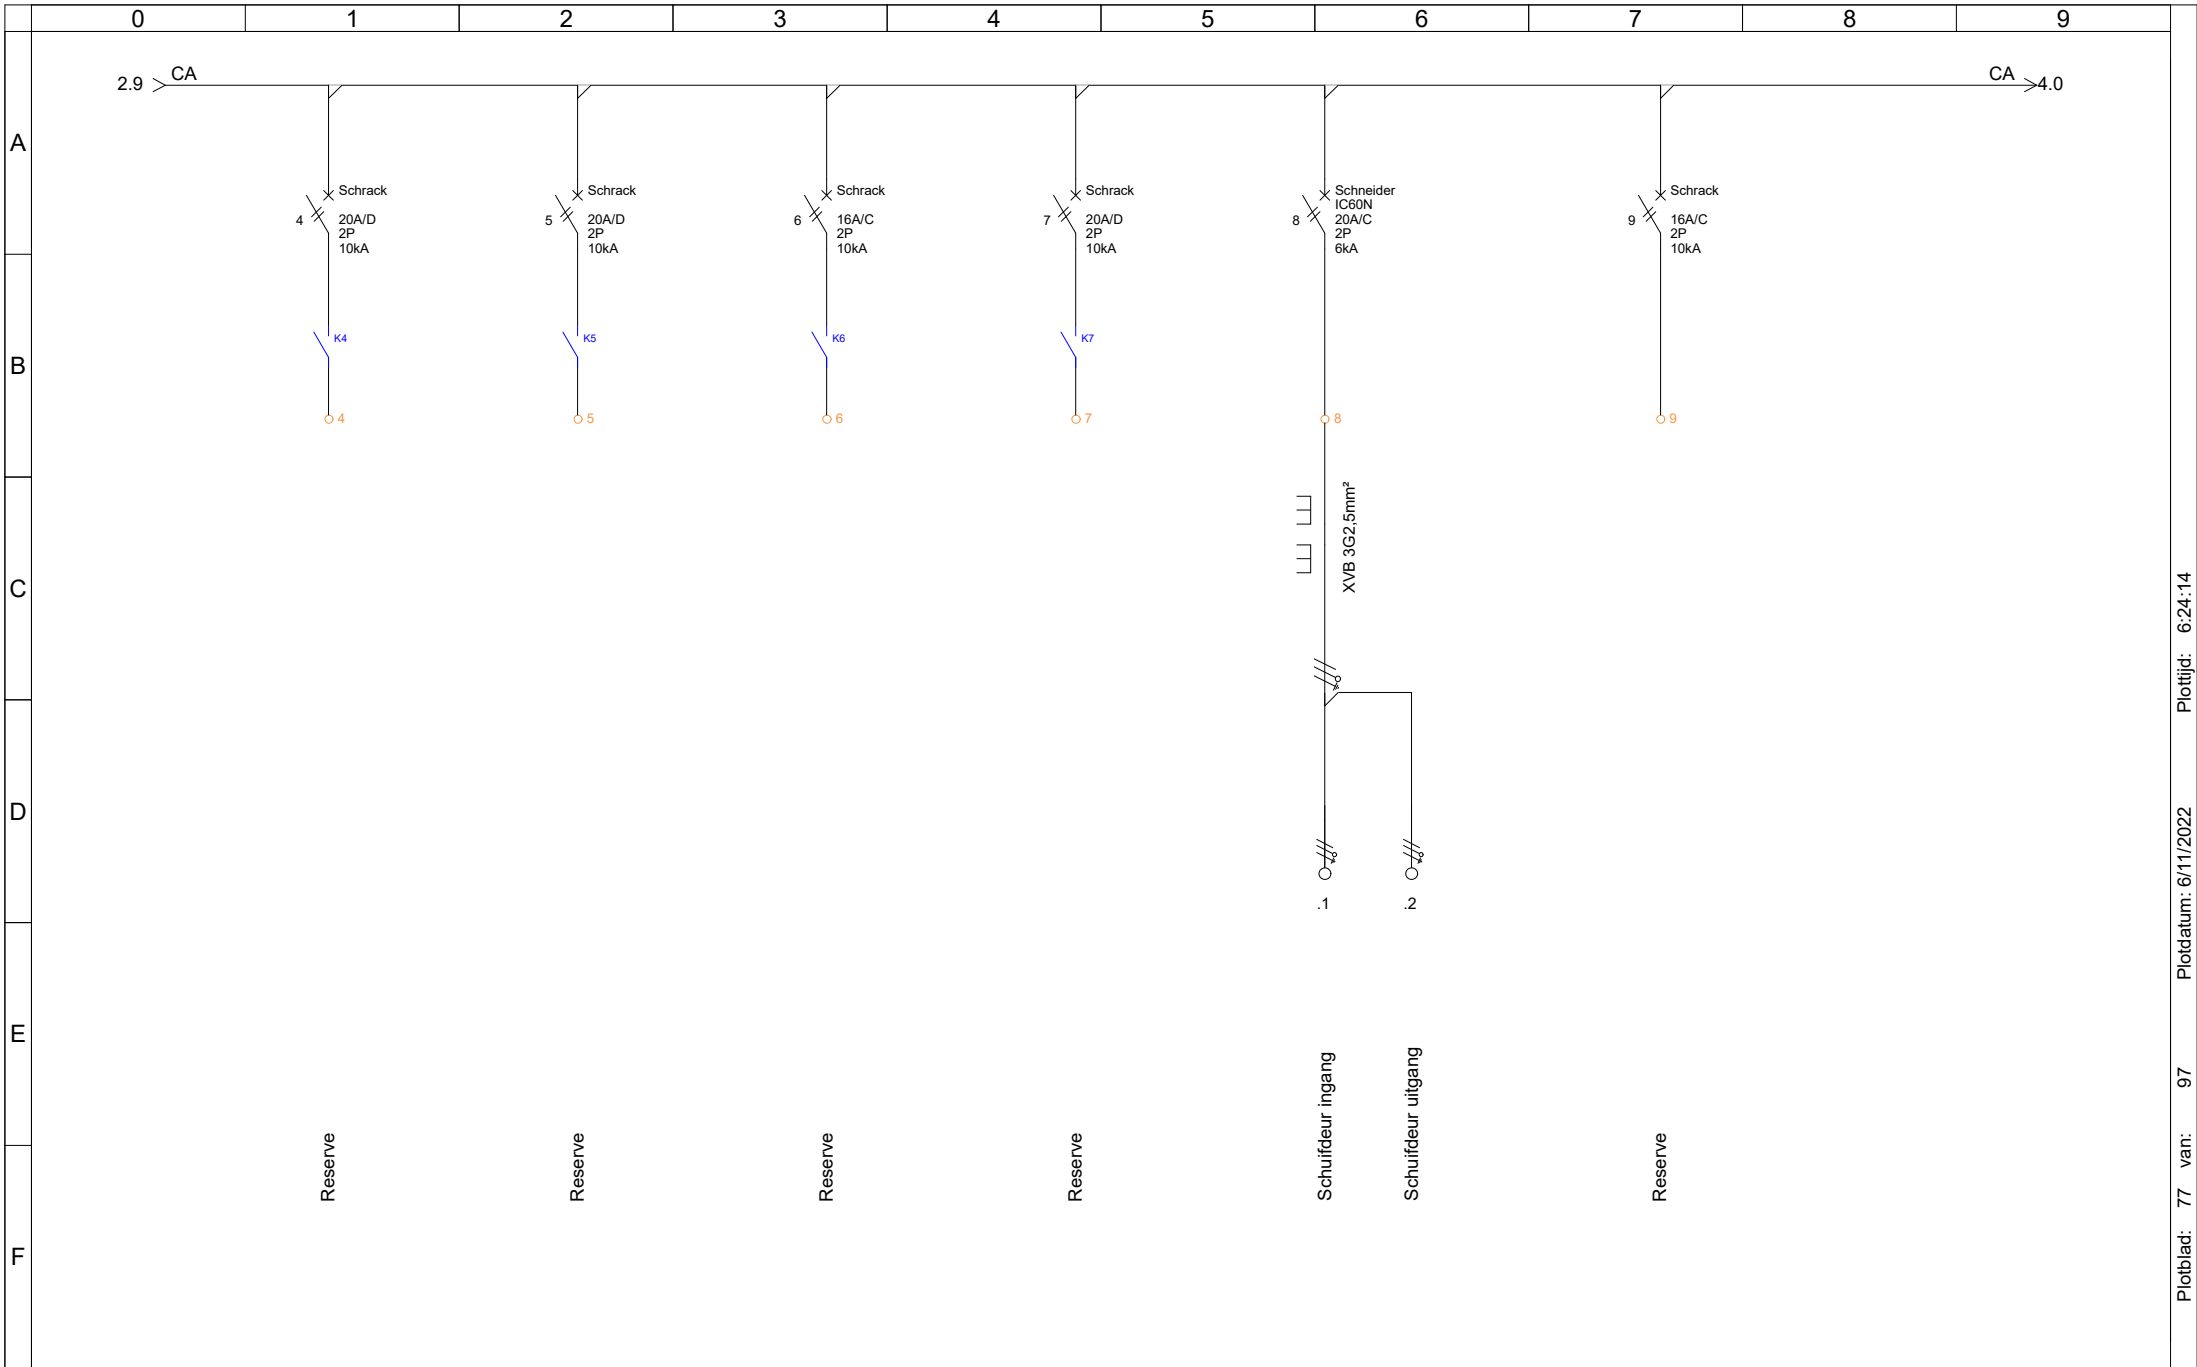 0 1 2 3 4 5 6 7 8 9
2.9 CA CA 4.0
A
Schrack
4 20A/D
2P
10kA
Schrack
5 20A/D
2P
10kA
Schrack
6 16A/C
2P
10kA
Schrack
7 20A/D
2P
10kA
Schneider
IC60N
8 20A/C
2P
6kA
Schrack
9 16A/C
2P
10kA
B
K4 K5 K6 K7
4 5 6 7 8 9
C
XVB 3G2,5mm²
D
.1 .2
E
Reserve
Reserve
Reserve
Reserve
Schuifdeur ingang
Schuifdeur uitgang
Reserve
F
Plotblad: 77 van: 97 Plotdatum: 6/11/2022 Plottijd: 6:24:14